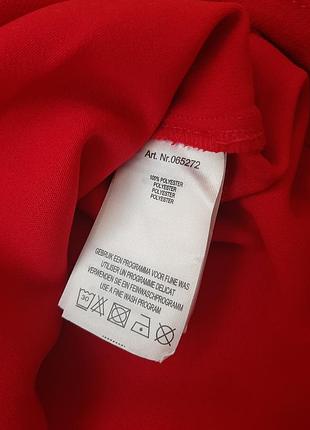 Art. Nr.065272
100% POLYESTER
POLYESTER
POLYESTER
POLYESTER
GEBRUIK EEN PROGRAMMA VOOR FIJNE WAS
UTILISEZ UN PROGRAMME DELICAT
VERWENDEN SIE EIN FEINWASCHPROGRAMM
USE A FINE WASH PROGRAM
30